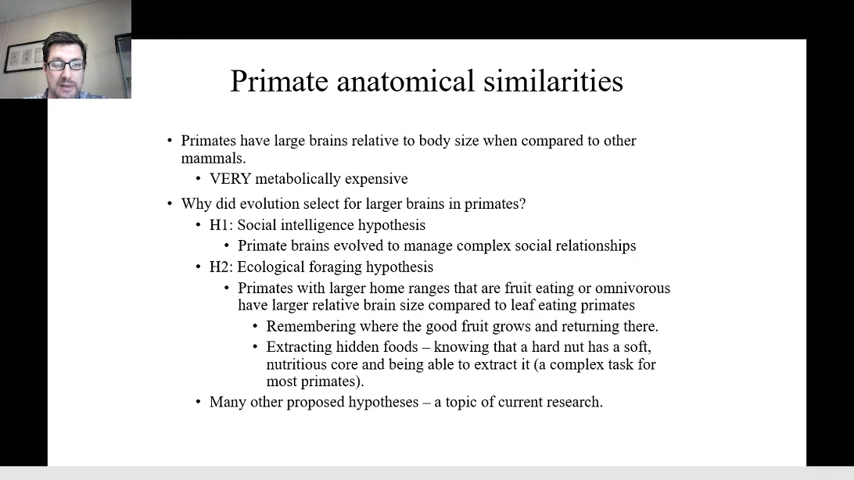 Primate anatomical similarities
• Primates have large brains relative to body size when compared to other
mammals.
• VERY metabolically expensive
• Why did evolution select for larger brains in primates?
• H1: Social intelligence hypothesis
• Primate brains evolved to manage complex social relationships
• H2: Ecological foraging hypothesis
• Primates with larger home ranges that are fruit eating or omnivorous
have larger relative brain size compared to leaf eating primates
• Remembering where the good fruit grows and returning there.
• Extracting hidden foods – knowing that a hard nut has a soft,
nutritious core and being able to extract it (a complex task for
most primates).
• Many other proposed hypotheses – a topic of current research.